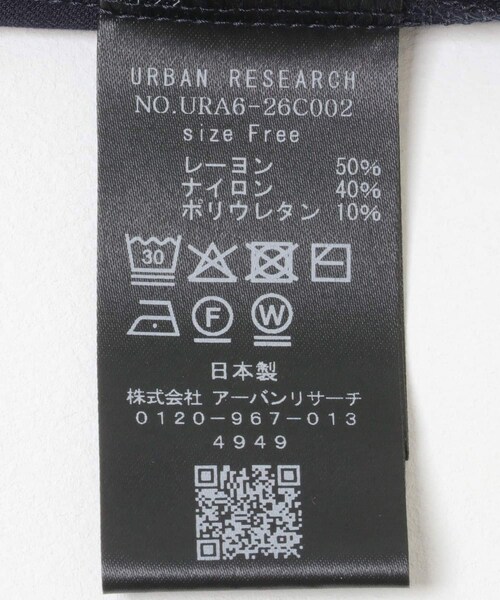 URBAN RESEARCH
NO.URA6-26C002
size Free
レーヨン 50%
ナイロン 40%
ポリウレタン 10%
30
F W
日本製
株式会社 アーバンリサーチ
0120-967-013
4949